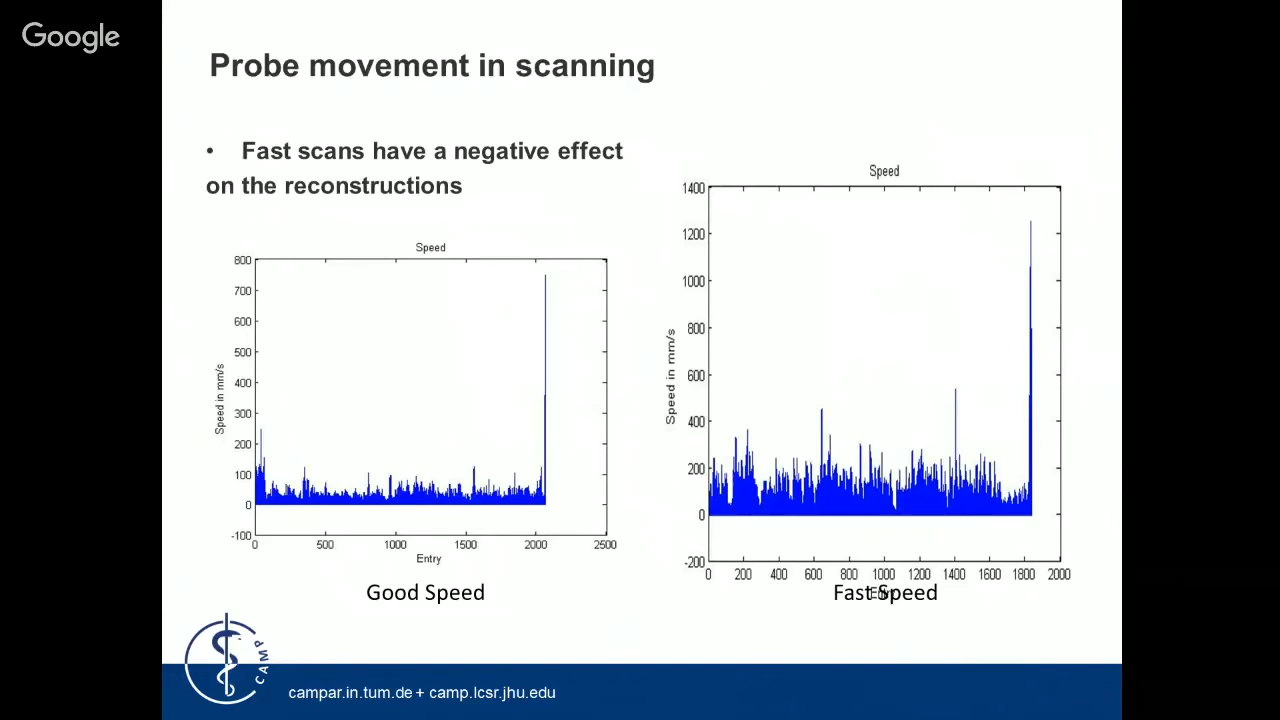 Google
Probe movement in scanning
• Fast scans have a negative effect
on the reconstructions
Speed
800
700
600
500
400
300
200
100
0
-100
Speed in mm/s
0 500 1000 1500 2000 2500
Entry
Good Speed
Speed
1400
1200
1000
800
600
400
200
0
-200
Speed in mm/s
0 200 400 600 800 1000 1200 1400 1600 1800 2000
Fast Speed
CAMP
campar.in.tum.de + camp.lcsr.jhu.edu